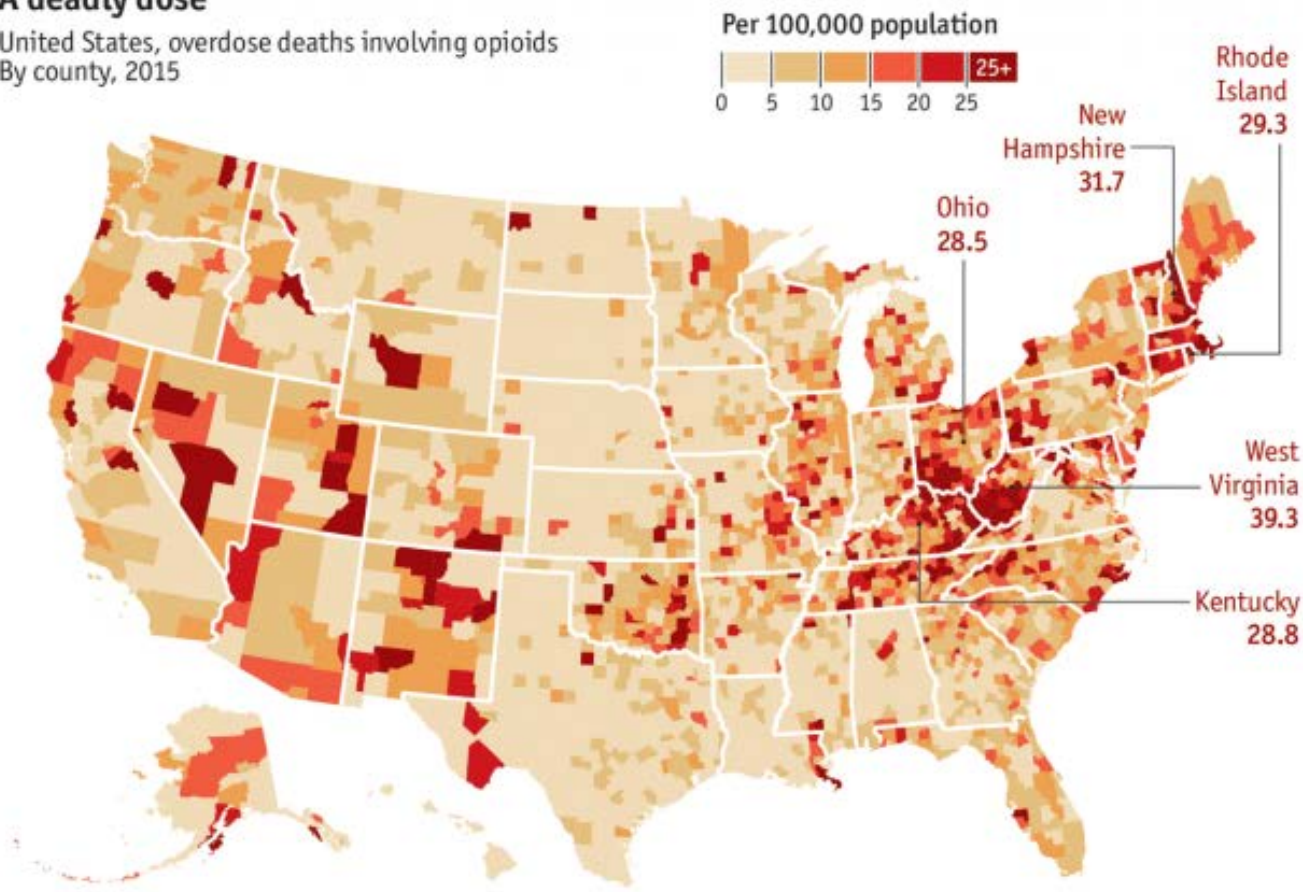 A deadly dose
United States, overdose deaths involving opioids
By county, 2015
Per 100,000 population
25+
0 5 10 15 20 25
Rhode
Island
29.3
New
Hampshire
31.7
Ohio
28.5
West
Virginia
39.3
Kentucky
28.8